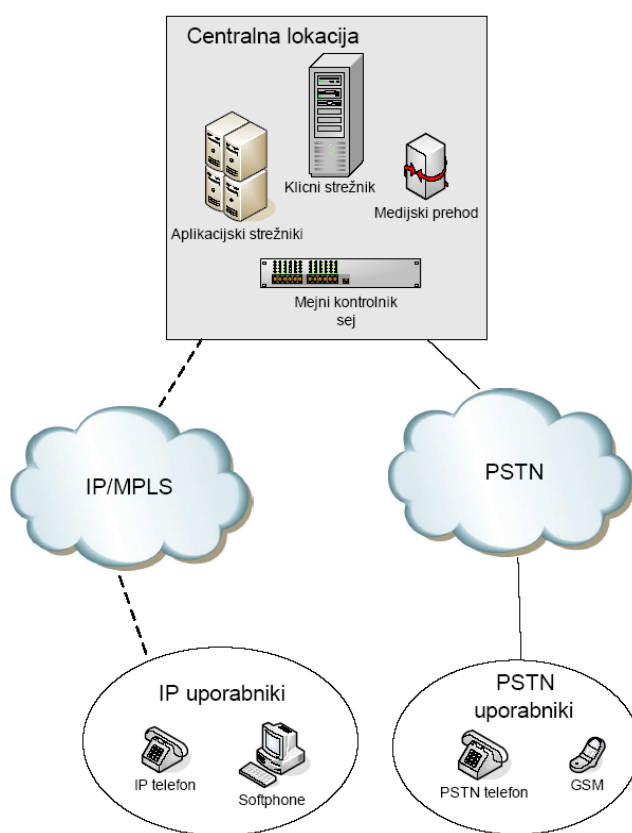 Centralna lokacija
Klicni strežnik
Medijski prehod
Aplikacijski strežniki
Mejni kontrolnik
sej
IP/MPLS
PSTN
IP uporabniki
IP telefon
Softphone
PSTN
uporabniki
PSTN telefon
GSM